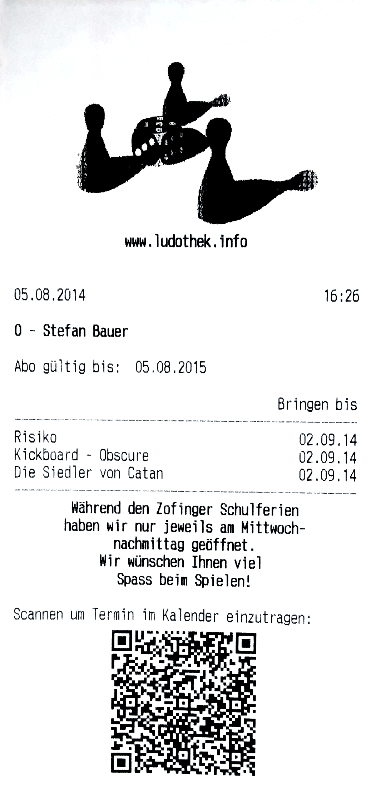 www.ludothek.info
05.08.2014 16:26
0 - Stefan Bauer
Abo gültig bis: 05.08.2015
Bringen bis
Risiko 02.09.14
Kickboard - Obscure 02.09.14
Die Siedler von Catan 02.09.14
Während den Zofinger Schulferien
haben wir nur jeweils am Mittwoch-
nachmittag geöffnet.
Wir wünschen Ihnen viel
Spass beim Spielen!
Scannen um Termin im Kalender einzutragen: